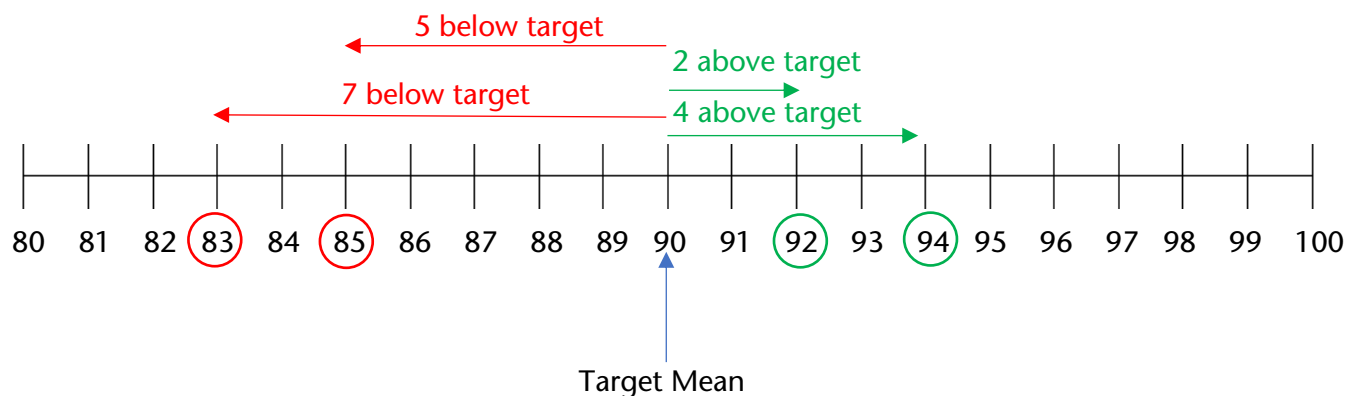 5 below target
2 above target
7 below target
4 above target
80 81 82 83 84 85 86 87 88 89 90 91 92 93 94 95 96 97 98 99 100
Target Mean